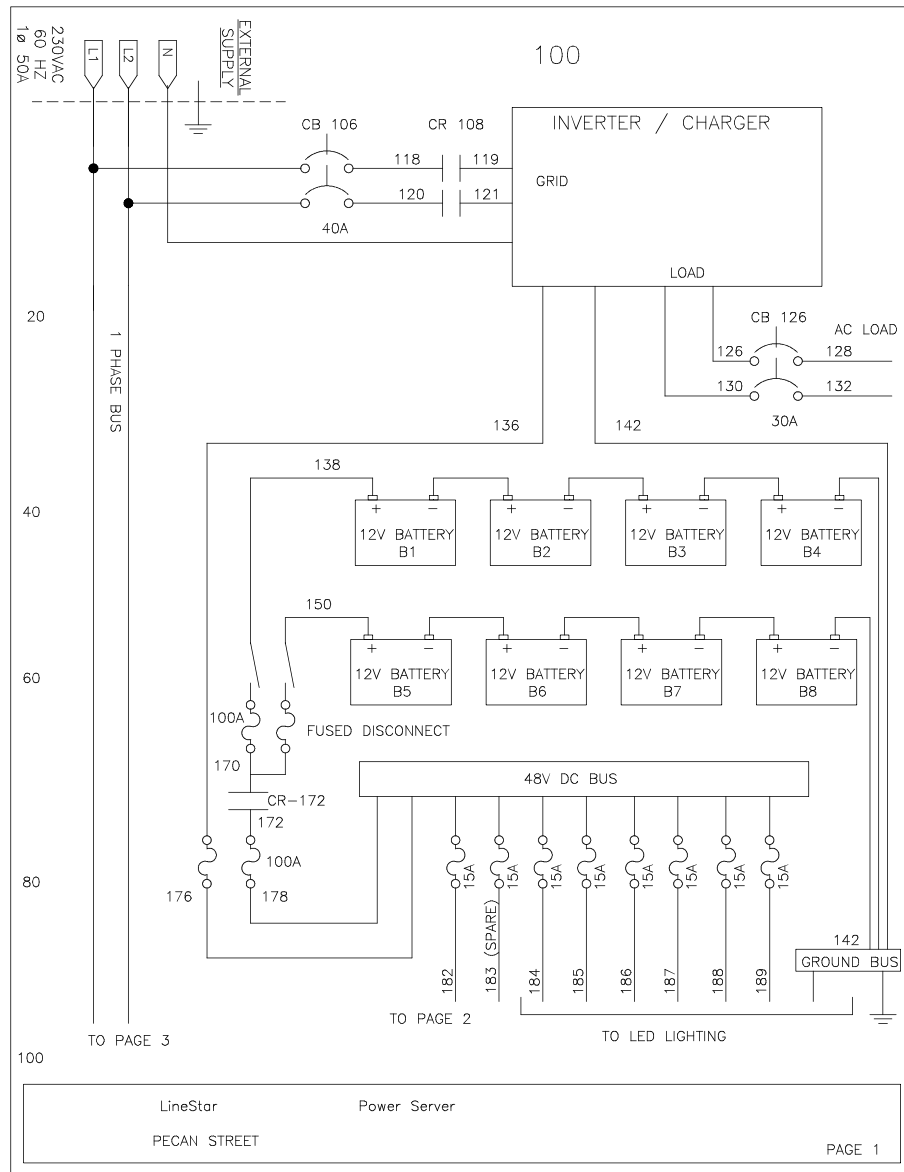 230VAC
60 HZ
1ø 50A
L1
L2
N
EXTERNAL
SUPPLY
100
CB 106
CR 108
INVERTER / CHARGER
118
119
GRID
120
121
40A
LOAD
20
1 PHASE BUS
CB 126
AC LOAD
126
128
130
132
30A
136
142
138
40
+ −
12V BATTERY
B1
+ −
12V BATTERY
B2
+ −
12V BATTERY
B3
+ −
12V BATTERY
B4
150
60
+ −
12V BATTERY
B5
+ −
12V BATTERY
B6
+ −
12V BATTERY
B7
+ −
12V BATTERY
B8
100A
FUSED DISCONNECT
170
48V DC BUS
CR-172
172
100A
80
176
178
15A
15A
15A
15A
15A
15A
15A
15A
182
183 (SPARE)
184
185
186
187
188
189
142
GROUND BUS
TO PAGE 2
TO LED LIGHTING
TO PAGE 3
100
LineStar Power Server
PECAN STREET
PAGE 1